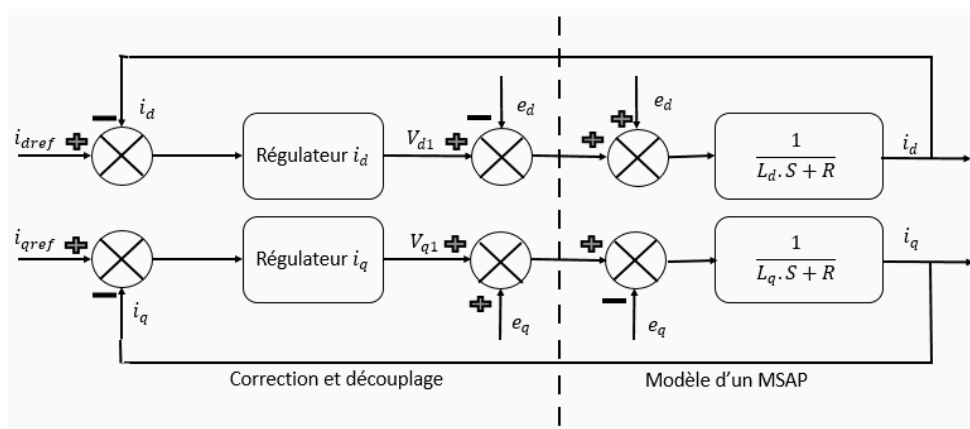 i_d
e_d
e_d
i_dref
Régulateur i_d
V_d1
1
L_d.S + R
i_d
i_qref
Régulateur i_q
V_q1
1
L_q.S + R
i_q
i_q
e_q
e_q
Correction et découplage
Modèle d'un MSAP